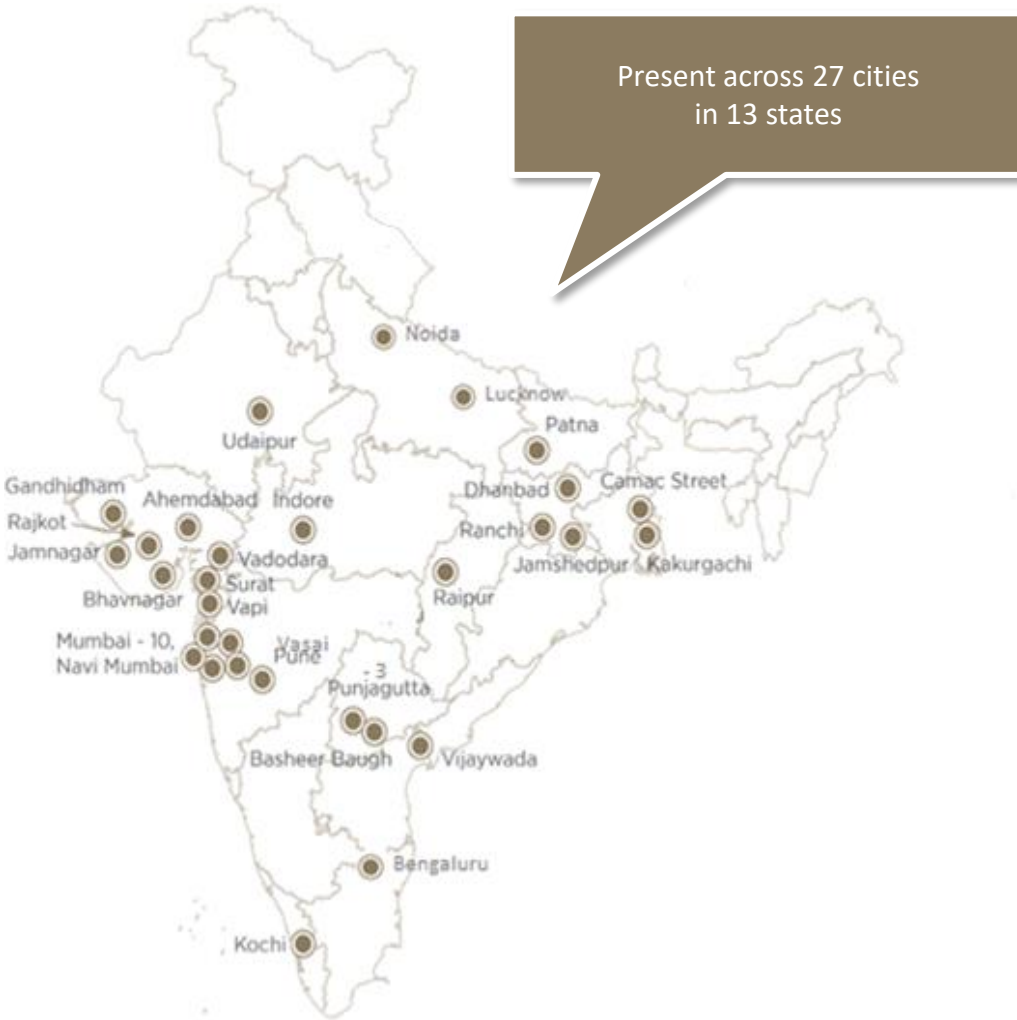 Present across 27 cities
in 13 states
Noida
Lucknow
Patna
Udaipur
Gandhidham
Ahemdabad
Indore
Dhanbad
Camac Street
Rajkot
Ranchi
Jamnagar
Vadodara
Jamshedpur
Kakurgachi
Surat
Bhavnagar
Vapi
Raipur
Mumbai - 10,
Navi Mumbai
Vasai
Pune
- 3
Punjagutta
Basheer Baugh
Vijaywada
Bengaluru
Kochi